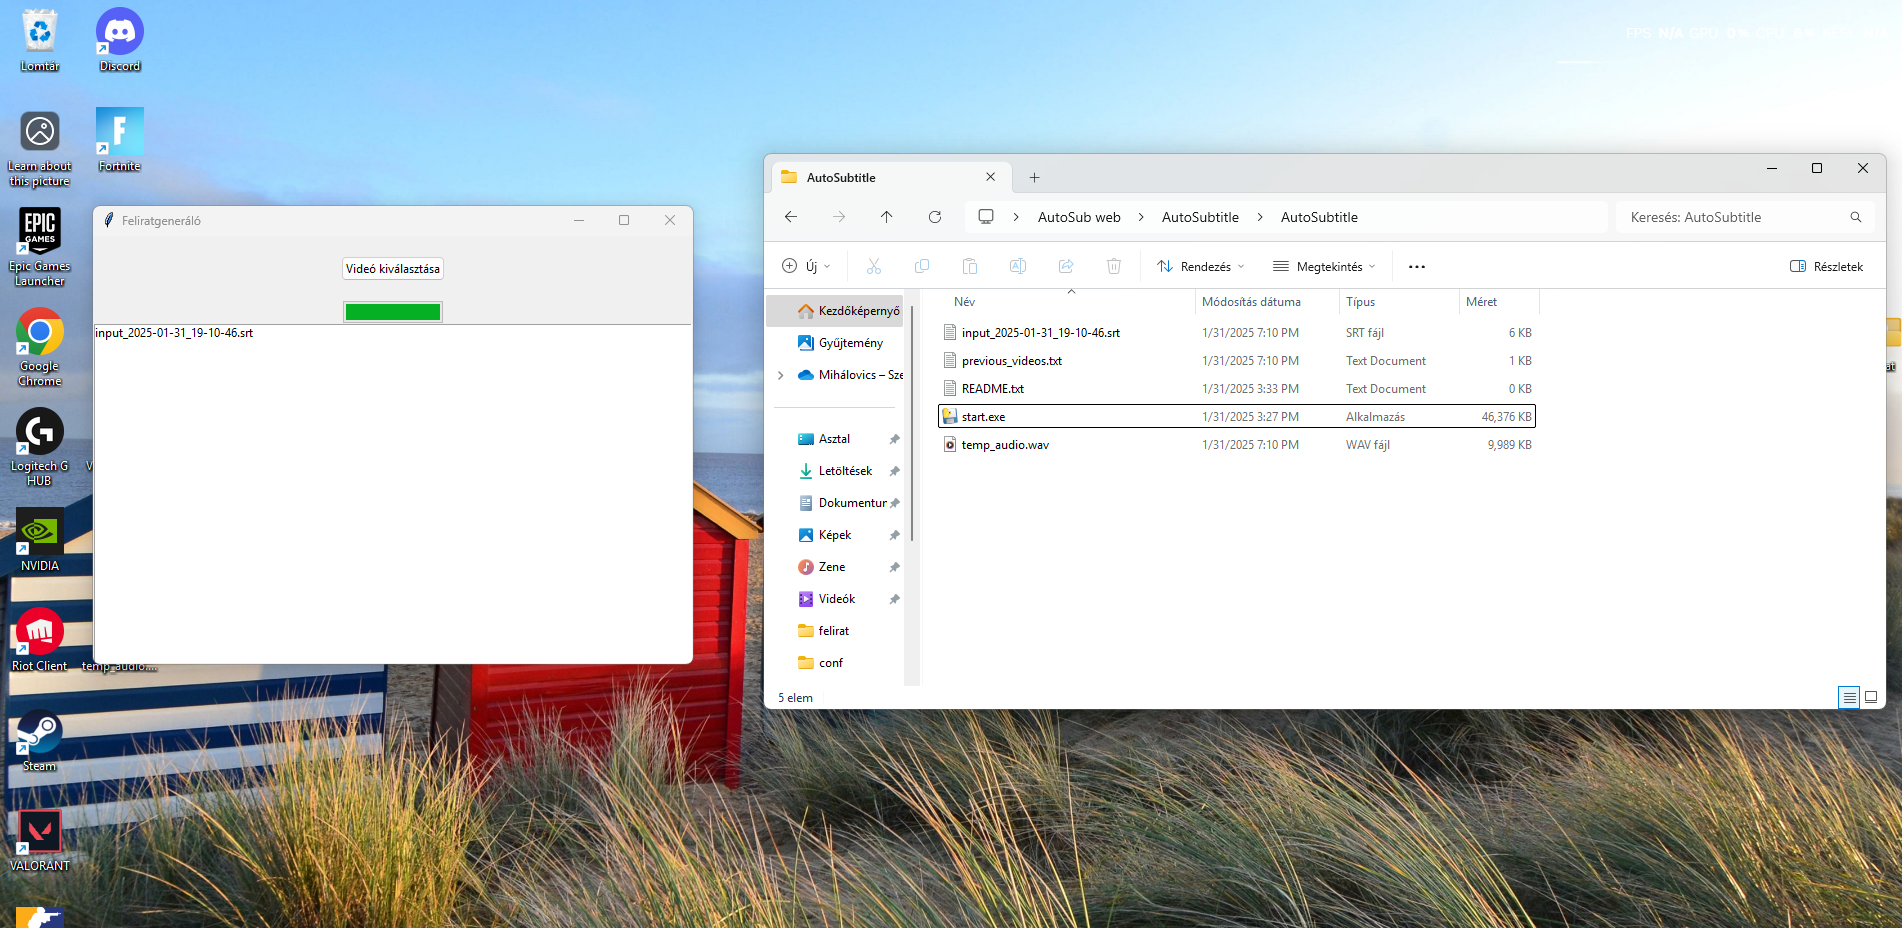 Lomtár
Discord
Learn about
this picture
Fortnite
EPIC
GAMES
Epic Games
Launcher
Google
Chrome
Logitech G
HUB
V
NVIDIA
Riot Client
temp_audio....
Steam
VALORANT
Feliratgeneráló
Videó kiválasztása
input_2025-01-31_19-10-46.srt
FPS N/A GPU
AutoSubtitle
AutoSub web
AutoSubtitle
AutoSubtitle
Keresés: AutoSubtitle
Új
Rendezés
Megtekintés
Részletek
Kezdőképernyő
Gyűjtemény
Mihálovics – Sze
Asztal
Letöltések
Dokumentur
Képek
Zene
Videók
felirat
conf
Név Módosítás dátuma Típus Méret
input_2025-01-31_19-10-46.srt 1/31/2025 7:10 PM SRT fájl 6 KB
previous_videos.txt 1/31/2025 7:10 PM Text Document 1 KB
README.txt 1/31/2025 3:33 PM Text Document 0 KB
start.exe 1/31/2025 3:27 PM Alkalmazás 46,376 KB
temp_audio.wav 1/31/2025 7:10 PM WAV fájl 9,989 KB
5 elem
at